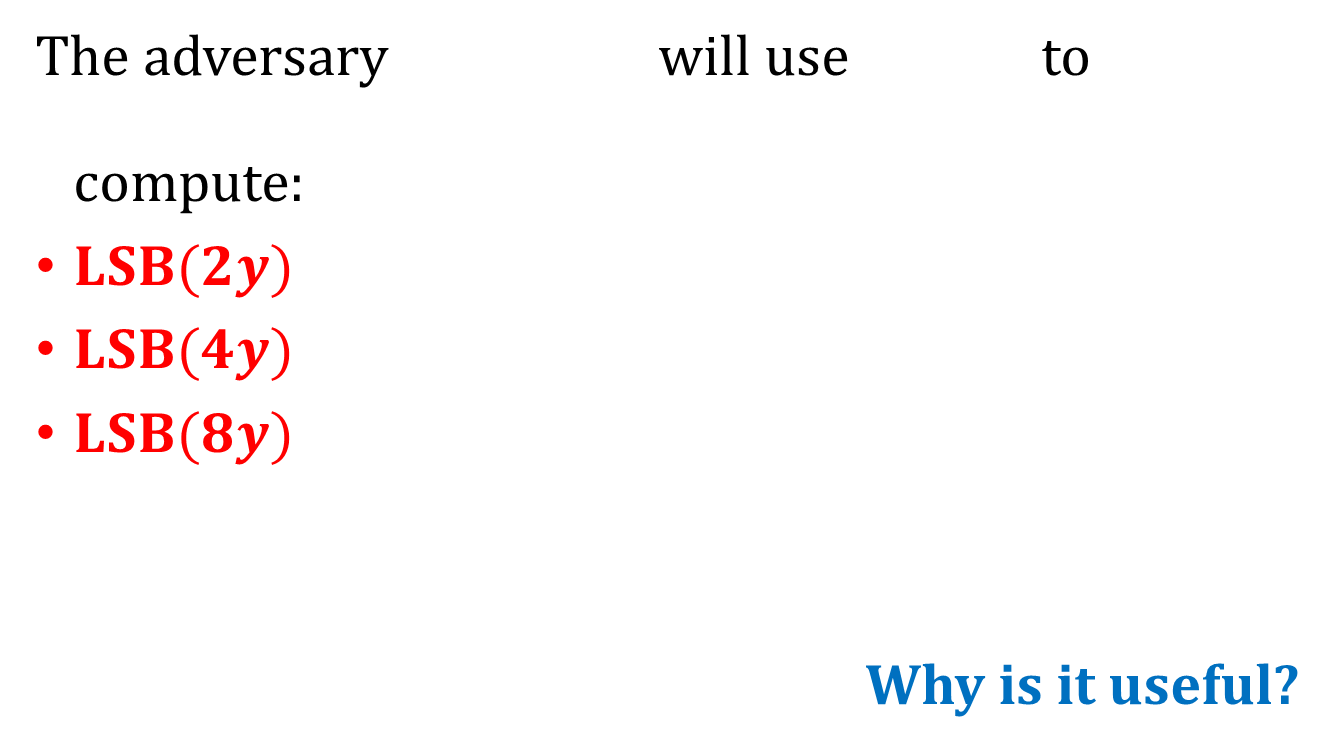 The adversary will use to
compute:
• LSB(2y)
• LSB(4y)
• LSB(8y)
Why is it useful?